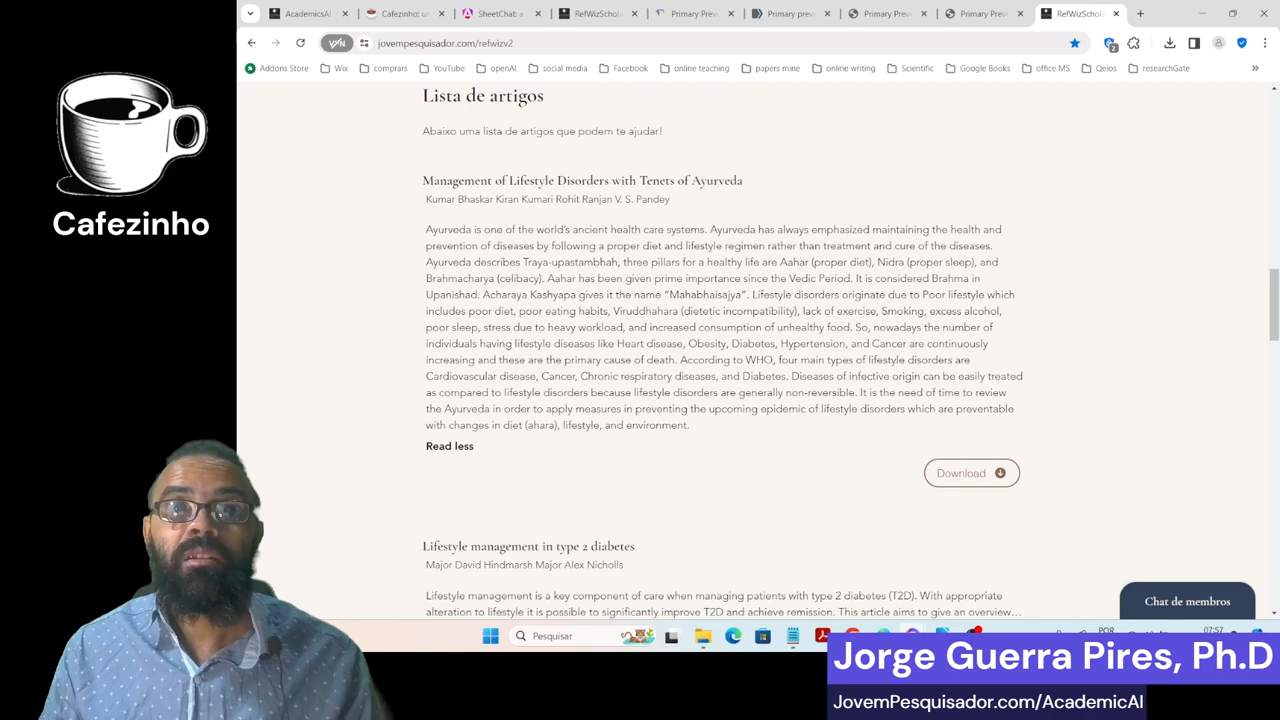 AcademicsAI
Cafezinho: un
SheetChat: a
RefWizSchola
Primary Preve
Primary preve
Primary Preve
Primary Preve
RefWizSchola
VPN
jovempesquisador.com/refwizv2
2
Addons Store
Wix
comprars
YouTube
openAI
social media
Facebook
online teaching
papers mine
online writing
Scientific
Google Books
office MS
Qeios
researchGate
Cafezinho
Lista de artigos
Abaixo uma lista de artigos que podem te ajudar!
Management of Lifestyle Disorders with Tenets of Ayurveda
Kumar Bhaskar Kiran Kumari Rohit Ranjan V. S. Pandey
Ayurveda is one of the world's ancient health care systems. Ayurveda has always emphasized maintaining the health and
prevention of diseases by following a proper diet and lifestyle regimen rather than treatment and cure of the diseases.
Ayurveda describes Traya-upastambah, three pillars for a healthy life are Aahar (proper diet), Nidra (proper sleep), and
Brahmacharya (celibacy). Aahar has been given prime importance since the Vedic Period. It is considered Brahma in
Upanishad. Acharaya Kashyapa gives it the name “Mahabhaisajya”. Lifestyle disorders originate due to Poor lifestyle which
includes poor diet, poor eating habits, Viruddhahara (dietetic incompatibility), lack of exercise, Smoking, excess alcohol,
poor sleep, stress due to heavy workload, and increased consumption of unhealthy food. So, nowadays the number of
individuals having lifestyle diseases like Heart disease, Obesity, Diabetes, Hypertension, and Cancer are continuously
increasing and these are the primary cause of death. According to WHO, four main types of lifestyle disorders are
Cardiovascular disease, Cancer, Chronic respiratory diseases, and Diabetes. Diseases of infective origin can be easily treated
as compared to lifestyle disorders because lifestyle disorders are generally non-reversible. It is the need of time to review
the Ayurveda in order to apply measures in preventing the upcoming epidemic of lifestyle disorders which are preventable
with changes in diet (ahara), lifestyle, and environment.
Read less
Download
Lifestyle management in type 2 diabetes
Major David Hindmarsh Major Alex Nicholls
Lifestyle management is a key component of care when managing patients with type 2 diabetes (T2D). With appropriate
alteration to lifestyle it is possible to significantly improve T2D and achieve remission. This article aims to give an overview…
Chat de membros
Pesquisar
POR
07:57
Jorge Guerra Pires, Ph.D
JovemPesquisador.com/AcademicAI